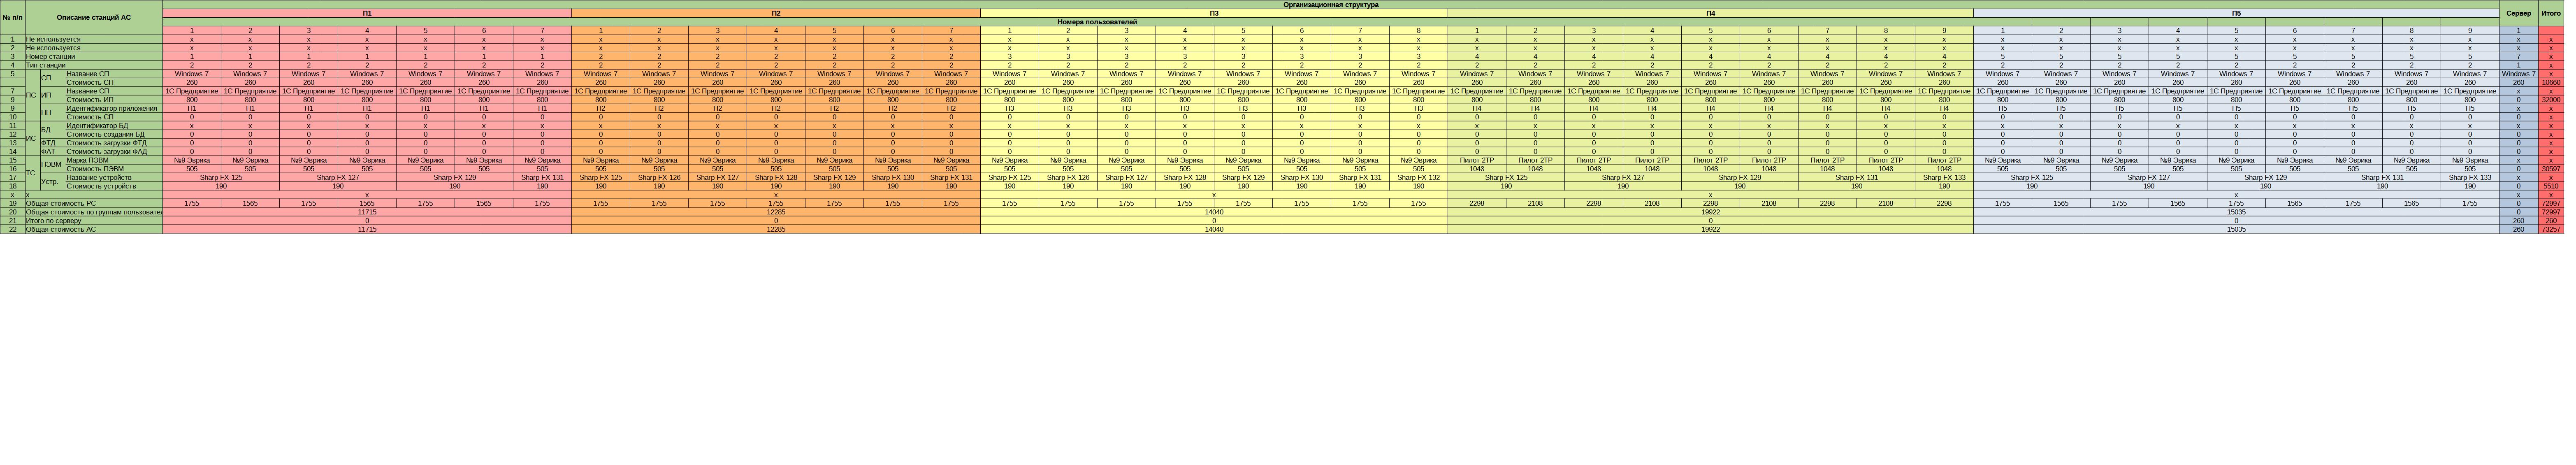 № п/п Описание станций АС Организационная структура Сервер Итого
П1 П2 П3 П4 П5
Номера пользователей
1 2 3 4 5 6 7 1 2 3 4 5 6 7 1 2 3 4 5 6 7 8 1 2 3 4 5 6 7 8 9 1 2 3 4 5 6 7 8 9 1
1 Не используется x x x x x x x x x x x x x x x x x x x x x x x x x x x x x x x x x x x x x x x x x x
2 Не используется x x x x x x x x x x x x x x x x x x x x x x x x x x x x x x x x x x x x x x x x x x
3 Номер станции 1 1 1 1 1 1 1 2 2 2 2 2 2 2 3 3 3 3 3 3 3 3 4 4 4 4 4 4 4 4 4 5 5 5 5 5 5 5 5 5 7 x
4 Тип станции 2 2 2 2 2 2 2 2 2 2 2 2 2 2 2 2 2 2 2 2 2 2 2 2 2 2 2 2 2 2 2 2 2 2 2 2 2 2 2 2 1 x
5 ПС СП Название СП Windows 7 Windows 7 Windows 7 Windows 7 Windows 7 Windows 7 Windows 7 Windows 7 Windows 7 Windows 7 Windows 7 Windows 7 Windows 7 Windows 7 Windows 7 Windows 7 Windows 7 Windows 7 Windows 7 Windows 7 Windows 7 Windows 7 Windows 7 Windows 7 Windows 7 Windows 7 Windows 7 Windows 7 Windows 7 Windows 7 Windows 7 Windows 7 Windows 7 Windows 7 Windows 7 Windows 7 Windows 7 Windows 7 Windows 7 Windows 7 Windows 7 x
Стоимость СП 260 260 260 260 260 260 260 260 260 260 260 260 260 260 260 260 260 260 260 260 260 260 260 260 260 260 260 260 260 260 260 260 260 260 260 260 260 260 260 260 260 10660
7 ИП Название СП 1С Предприятие 1С Предприятие 1С Предприятие 1С Предприятие 1С Предприятие 1С Предприятие 1С Предприятие 1С Предприятие 1С Предприятие 1С Предприятие 1С Предприятие 1С Предприятие 1С Предприятие 1С Предприятие 1С Предприятие 1С Предприятие 1С Предприятие 1С Предприятие 1С Предприятие 1С Предприятие 1С Предприятие 1С Предприятие 1С Предприятие 1С Предприятие 1С Предприятие 1С Предприятие 1С Предприятие 1С Предприятие 1С Предприятие 1С Предприятие 1С Предприятие 1С Предприятие 1С Предприятие 1С Предприятие 1С Предприятие 1С Предприятие 1С Предприятие 1С Предприятие 1С Предприятие 1С Предприятие x x
9 Стоимость ИП 800 800 800 800 800 800 800 800 800 800 800 800 800 800 800 800 800 800 800 800 800 800 800 800 800 800 800 800 800 800 800 800 800 800 800 800 800 800 800 800 0 32000
9 ПП Идентификатор приложения П1 П1 П1 П1 П1 П1 П1 П2 П2 П2 П2 П2 П2 П2 П3 П3 П3 П3 П3 П3 П3 П3 П4 П4 П4 П4 П4 П4 П4 П4 П4 П5 П5 П5 П5 П5 П5 П5 П5 П5 x x
10 Стоимость СП 0 0 0 0 0 0 0 0 0 0 0 0 0 0 0 0 0 0 0 0 0 0 0 0 0 0 0 0 0 0 0 0 0 0 0 0 0 0 0 0 0 x
11 ИС БД Идентификатор БД x x x x x x x x x x x x x x x x x x x x x x x x x x x x x x x x x x x x x x x x x x
12 Стоимость создания БД 0 0 0 0 0 0 0 0 0 0 0 0 0 0 0 0 0 0 0 0 0 0 0 0 0 0 0 0 0 0 0 0 0 0 0 0 0 0 0 0 0 x
13 ФТД Стоимость загрузки ФТД 0 0 0 0 0 0 0 0 0 0 0 0 0 0 0 0 0 0 0 0 0 0 0 0 0 0 0 0 0 0 0 0 0 0 0 0 0 0 0 0 0 x
14 ФАТ Стоимость загрузки ФАД 0 0 0 0 0 0 0 0 0 0 0 0 0 0 0 0 0 0 0 0 0 0 0 0 0 0 0 0 0 0 0 0 0 0 0 0 0 0 0 0 0 x
15 ТС ПЭВМ Марка ПЭВМ №9 Эврика №9 Эврика №9 Эврика №9 Эврика №9 Эврика №9 Эврика №9 Эврика №9 Эврика №9 Эврика №9 Эврика №9 Эврика №9 Эврика №9 Эврика №9 Эврика №9 Эврика №9 Эврика №9 Эврика №9 Эврика №9 Эврика №9 Эврика №9 Эврика №9 Эврика Пилот 2ТР Пилот 2ТР Пилот 2ТР Пилот 2ТР Пилот 2ТР Пилот 2ТР Пилот 2ТР Пилот 2ТР Пилот 2ТР №9 Эврика №9 Эврика №9 Эврика №9 Эврика №9 Эврика №9 Эврика №9 Эврика №9 Эврика №9 Эврика x x
16 Стоимость ПЭВМ 505 505 505 505 505 505 505 505 505 505 505 505 505 505 505 505 505 505 505 505 505 505 1048 1048 1048 1048 1048 1048 1048 1048 1048 505 505 505 505 505 505 505 505 505 0 30597
17 Устр. Название устройств Sharp FX-125 Sharp FX-127 Sharp FX-129 Sharp FX-131 Sharp FX-125 Sharp FX-126 Sharp FX-127 Sharp FX-128 Sharp FX-129 Sharp FX-130 Sharp FX-131 Sharp FX-125 Sharp FX-126 Sharp FX-127 Sharp FX-128 Sharp FX-129 Sharp FX-130 Sharp FX-131 Sharp FX-132 Sharp FX-125 Sharp FX-127 Sharp FX-129 Sharp FX-131 Sharp FX-133 Sharp FX-125 Sharp FX-127 Sharp FX-129 Sharp FX-131 Sharp FX-133 x x
18 Стоимость устройств 190 190 190 190 190 190 190 190 190 190 190 190 190 190 190 190 190 190 190 190 190 190 190 190 190 190 190 190 190 0 5510
x x x x x x x x x
19 Общая стоимость РС 1755 1565 1755 1565 1755 1565 1755 1755 1755 1755 1755 1755 1755 1755 1755 1755 1755 1755 1755 1755 1755 1755 2298 2108 2298 2108 2298 2108 2298 2108 2298 1755 1565 1755 1565 1755 1565 1755 1565 1755 0 72997
20 Общая стоимость по группам пользовател 11715 12285 14040 19922 15035 0 72997
21 Итого по серверу 0 0 0 0 0 260 260
22 Общая стоимость АС 11715 12285 14040 19922 15035 260 73257